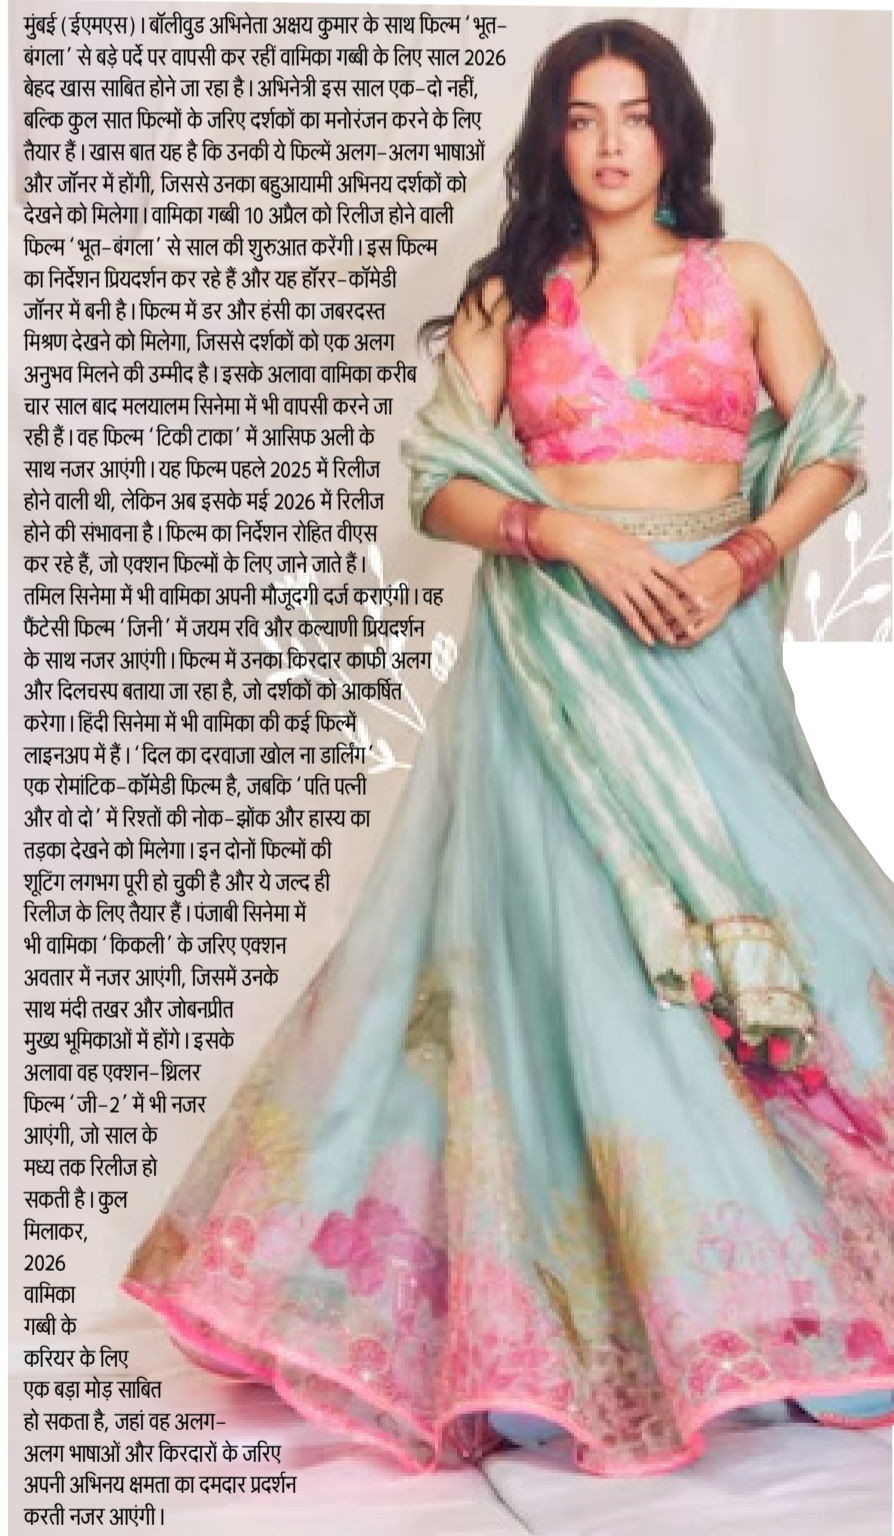 मुंबई (ईएमएस)। बॉलीवुड अभिनेता अक्षय कुमार के साथ फिल्म ‘भूत-
बंगला’ से बड़े पर्दे पर वापसी कर रहीं वामिका गब्बी के लिए साल 2026
बेहद खास साबित होने जा रहा है। अभिनेत्री इस साल एक-दो नहीं,
बल्कि कुल सात फिल्मों के जरिए दर्शकों का मनोरंजन करने के लिए
तैयार हैं। खास बात यह है कि उनकी ये फिल्में अलग-अलग भाषाओं
और जॉनर में होंगी, जिससे उनका बहुआयामी अभिनय दर्शकों को
देखने को मिलेगा। वामिका गब्बी 10 अप्रैल को रिलीज होने वाली
फिल्म ‘भूत-बंगला’ से साल की शुरुआत करेंगी। इस फिल्म
का निर्देशन प्रियदर्शन कर रहे हैं और यह हॉरर-कॉमेडी
जॉनर में बनी है। फिल्म में डर और हंसी का जबरदस्त
मिश्रण देखने को मिलेगा, जिससे दर्शकों को एक अलग
अनुभव मिलने की उम्मीद है। इसके अलावा वामिका करीब
चार साल बाद मलयालम सिनेमा में भी वापसी करने जा
रही हैं। वह फिल्म ‘टिकी टाका’ में आसिफ अली के
साथ नजर आएंगी। यह फिल्म पहले 2025 में रिलीज
होने वाली थी, लेकिन अब इसके मई 2026 में रिलीज
होने की संभावना है। फिल्म का निर्देशन रोहित वीएस
कर रहे हैं, जो एक्शन फिल्मों के लिए जाने जाते हैं।
तमिल सिनेमा में भी वामिका अपनी मौजूदगी दर्ज कराएंगी। वह
फैंटेसी फिल्म ‘जिनी’ में जयम रवि और कल्याणी प्रियदर्शन
के साथ नजर आएंगी। फिल्म में उनका किरदार काफी अलग
और दिलचस्प बताया जा रहा है, जो दर्शकों को आकर्षित
करेगा। हिंदी सिनेमा में भी वामिका की कई फिल्में
लाइनअप में हैं। ‘दिल का दरवाजा खोल ना डार्लिंग’
एक रोमांटिक-कॉमेडी फिल्म है, जबकि ‘पति पत्नी
और वो दो’ में रिश्तों की नोक-झोंक और हास्य का
तड़का देखने को मिलेगा। इन दोनों फिल्मों की
शूटिंग लगभग पूरी हो चुकी है और ये जल्द ही
रिलीज के लिए तैयार हैं। पंजाबी सिनेमा में
भी वामिका ‘किकली’ के जरिए एक्शन
अवतार में नजर आएंगी, जिसमें उनके
साथ मंदी तखर और जोबनप्रीत
मुख्य भूमिकाओं में होंगे। इसके
अलावा वह एक्शन-थ्रिलर
फिल्म ‘जी-2’ में भी नजर
आएंगी, जो साल के
मध्य तक रिलीज हो
सकती है। कुल
मिलाकर,
2026
वामिका
गब्बी के
करियर के लिए
एक बड़ा मोड़ साबित
हो सकता है, जहां वह अलग-
अलग भाषाओं और किरदारों के जरिए
अपनी अभिनय क्षमता का दमदार प्रदर्शन
करती नजर आएंगी।